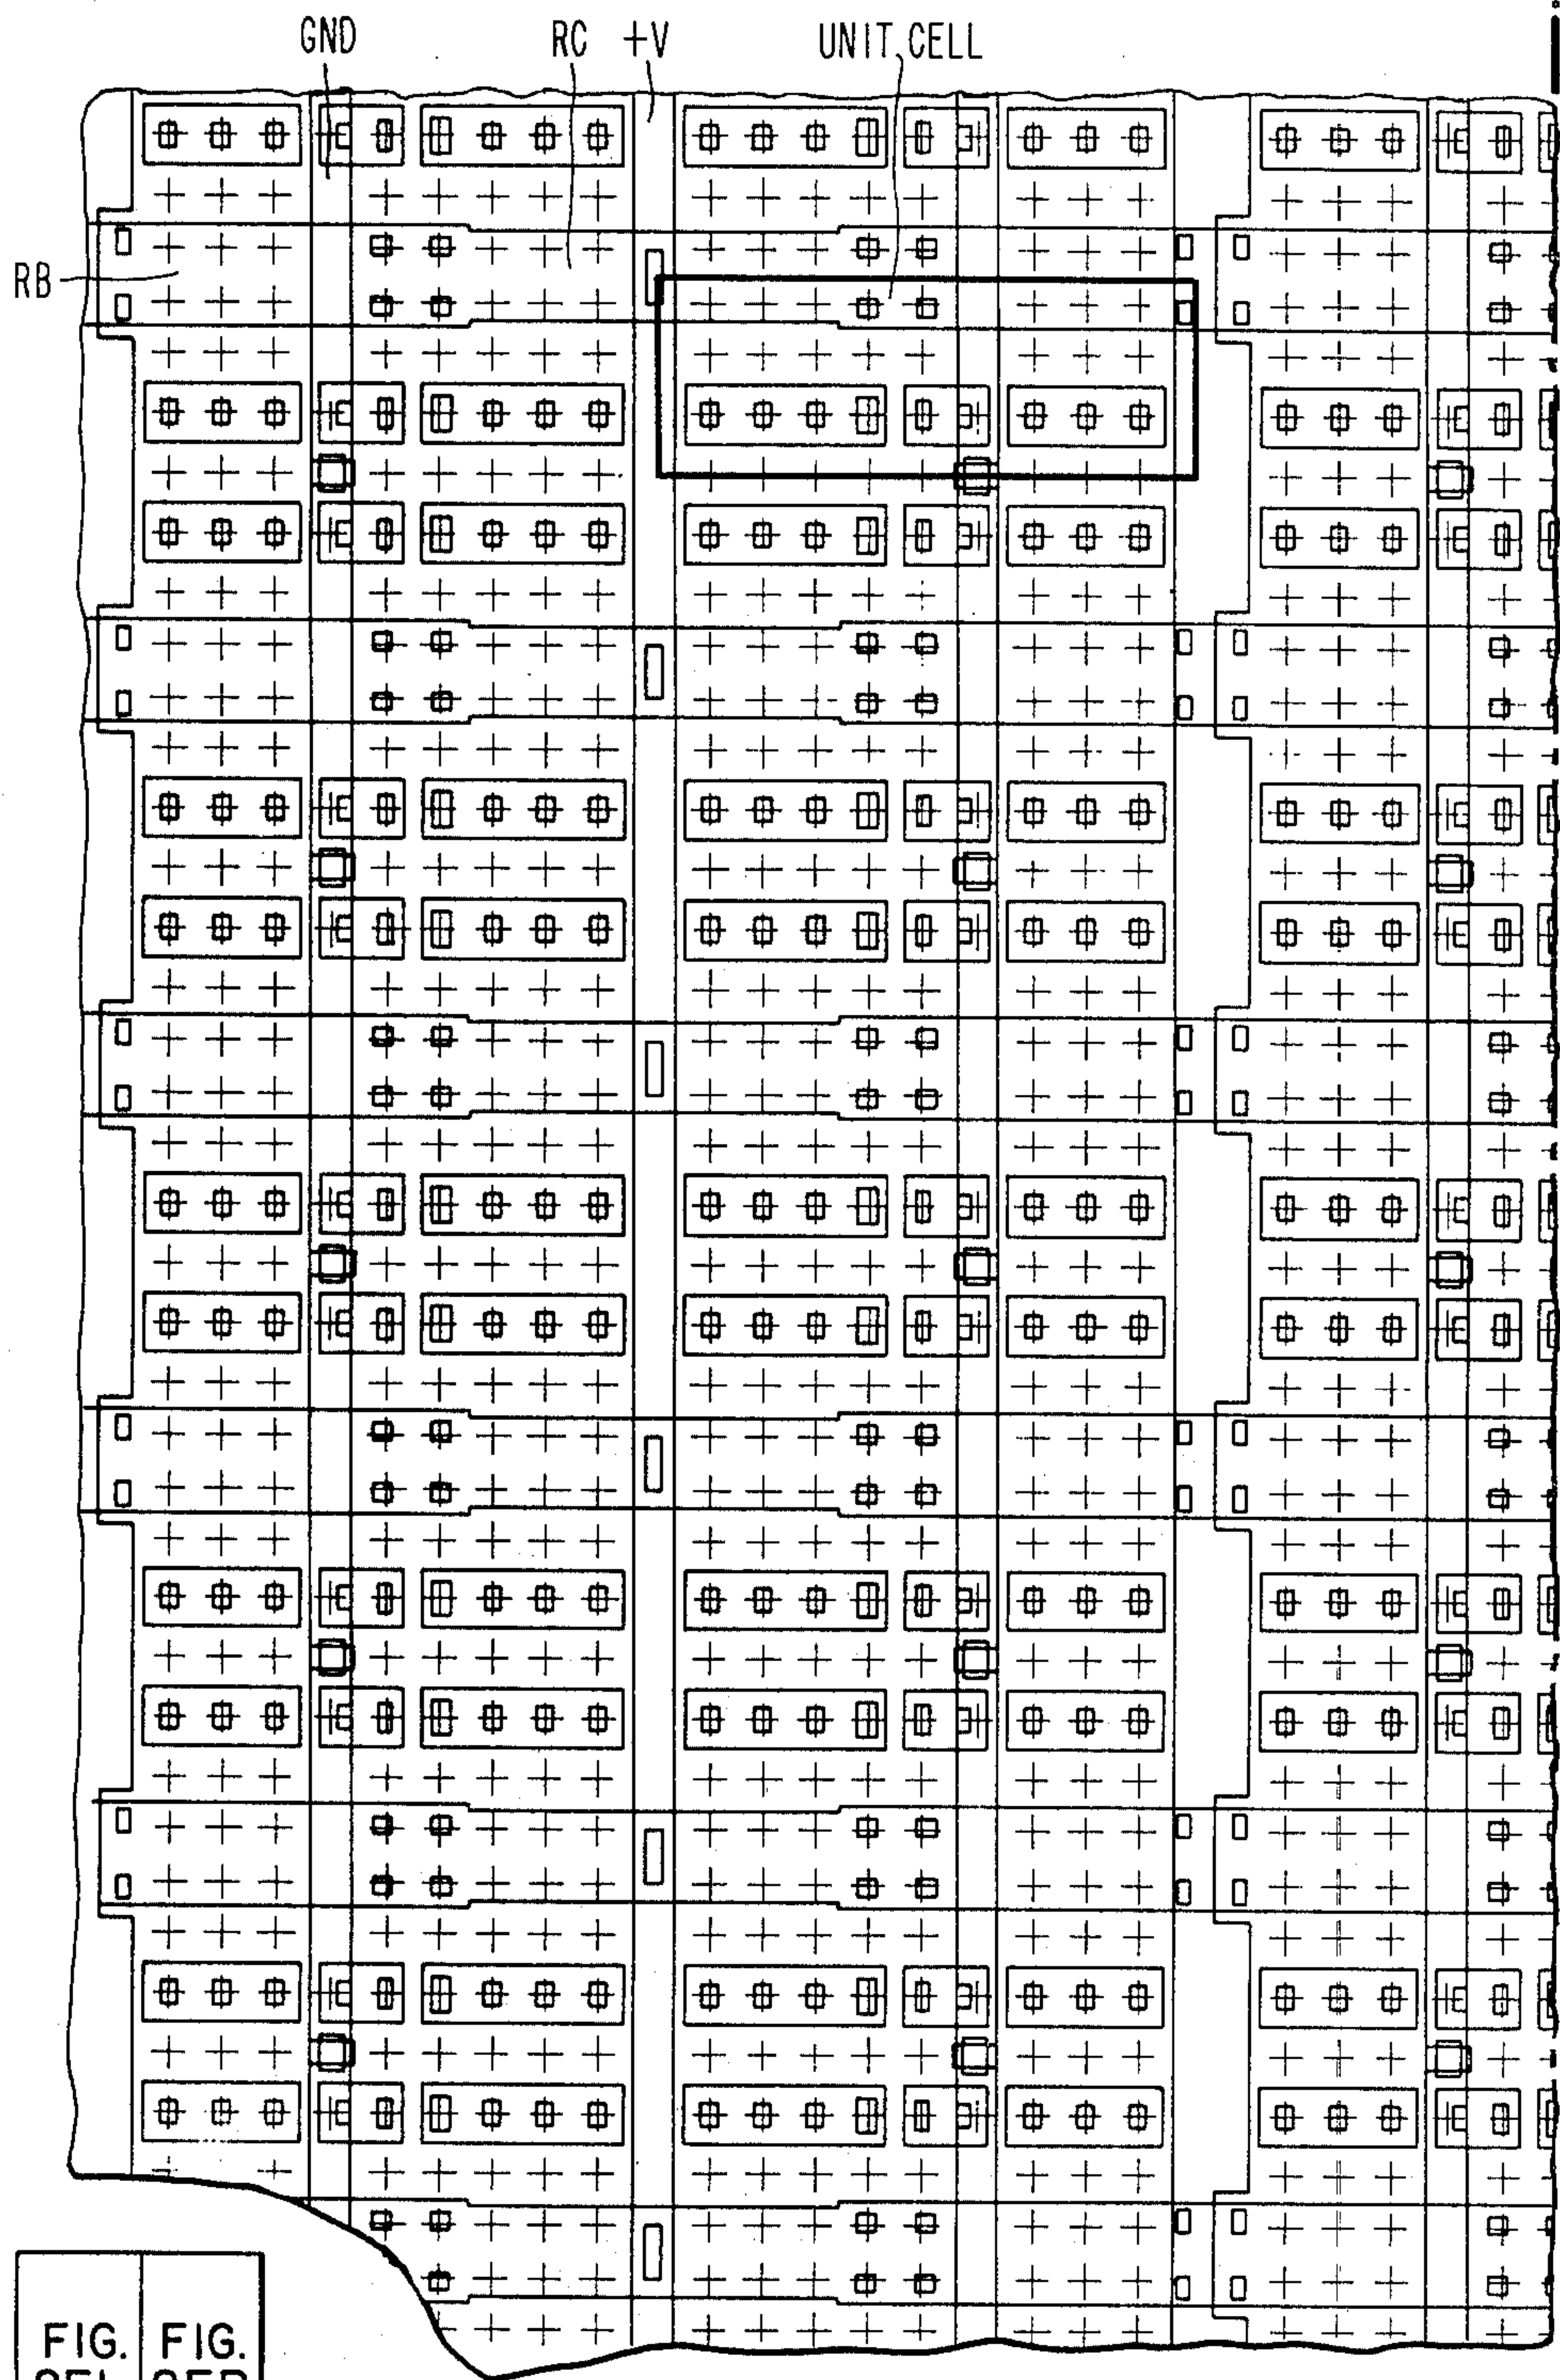 GND RC +V UNIT CELL
RB
FIG. FIG.